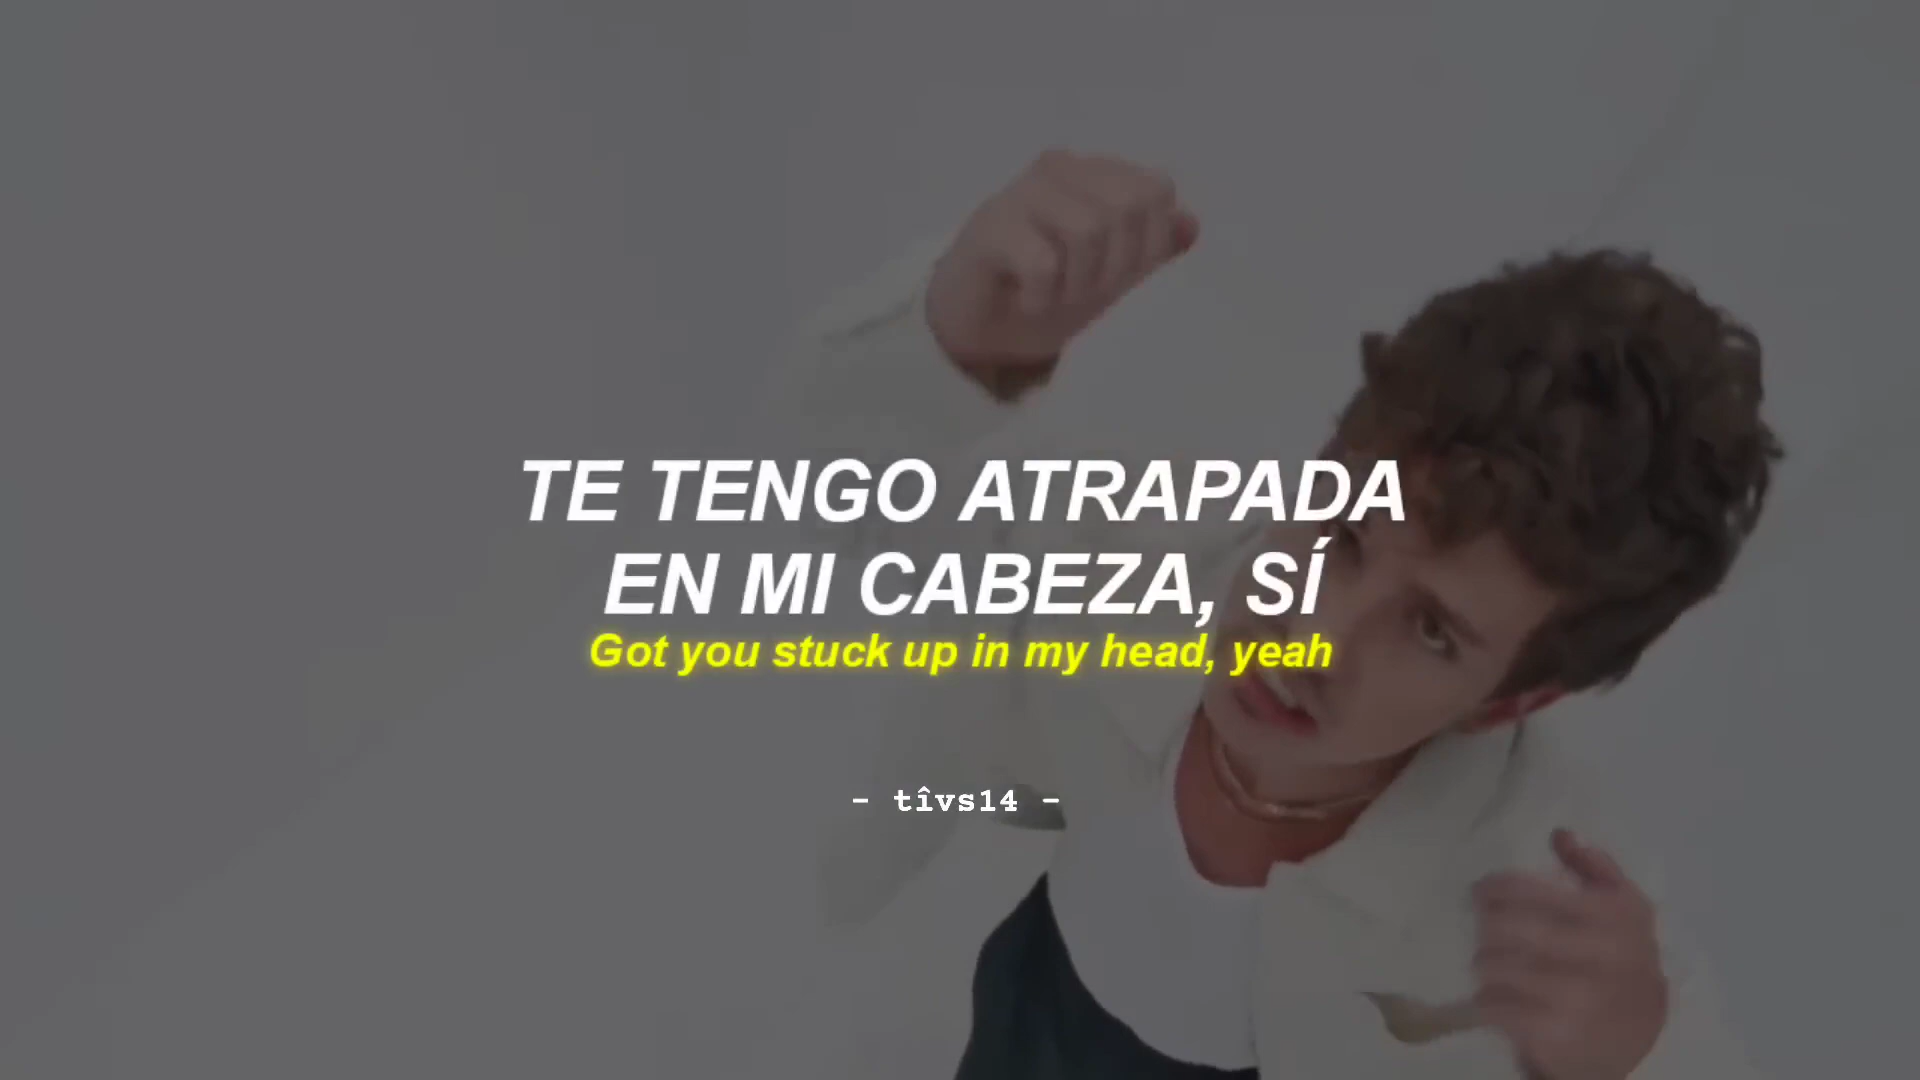 TE TENGO ATRAPADA
EN MI CABEZA, SÍ
Got you stuck up in my head, yeah
- tîvs14 -